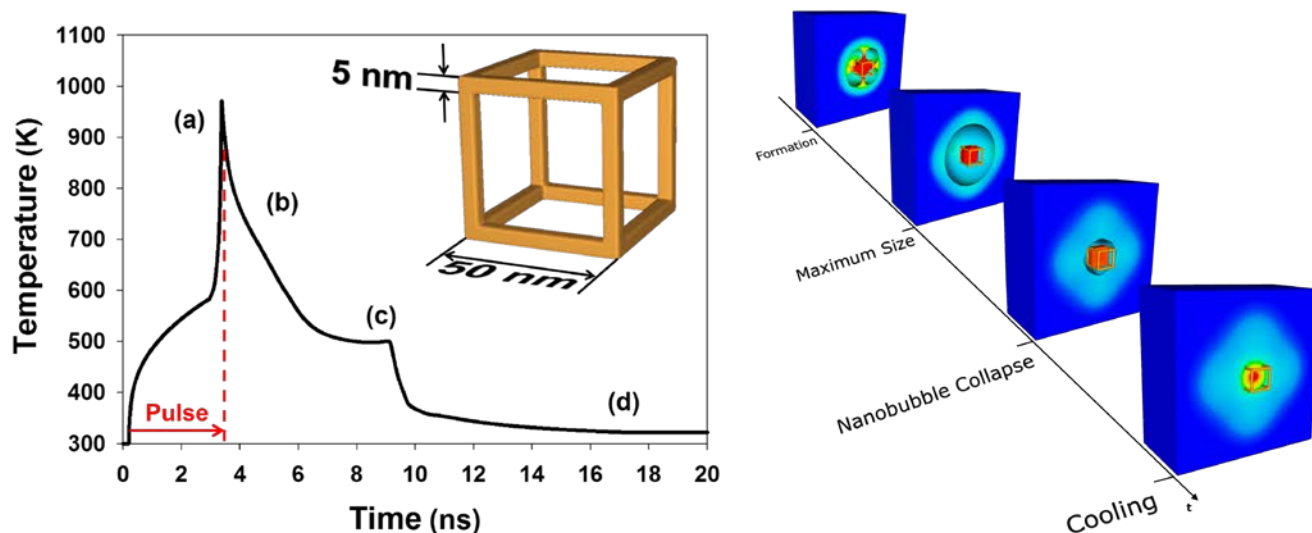 1100
1000
900
800
700
600
500
400
300
Temperature (K)
0 2 4 6 8 10 12 14 16 18 20
Time (ns)
(a)
(b)
(c)
(d)
Pulse
5 nm
50 nm
Formation
Maximum Size
Nanobubble Collapse
Cooling
t